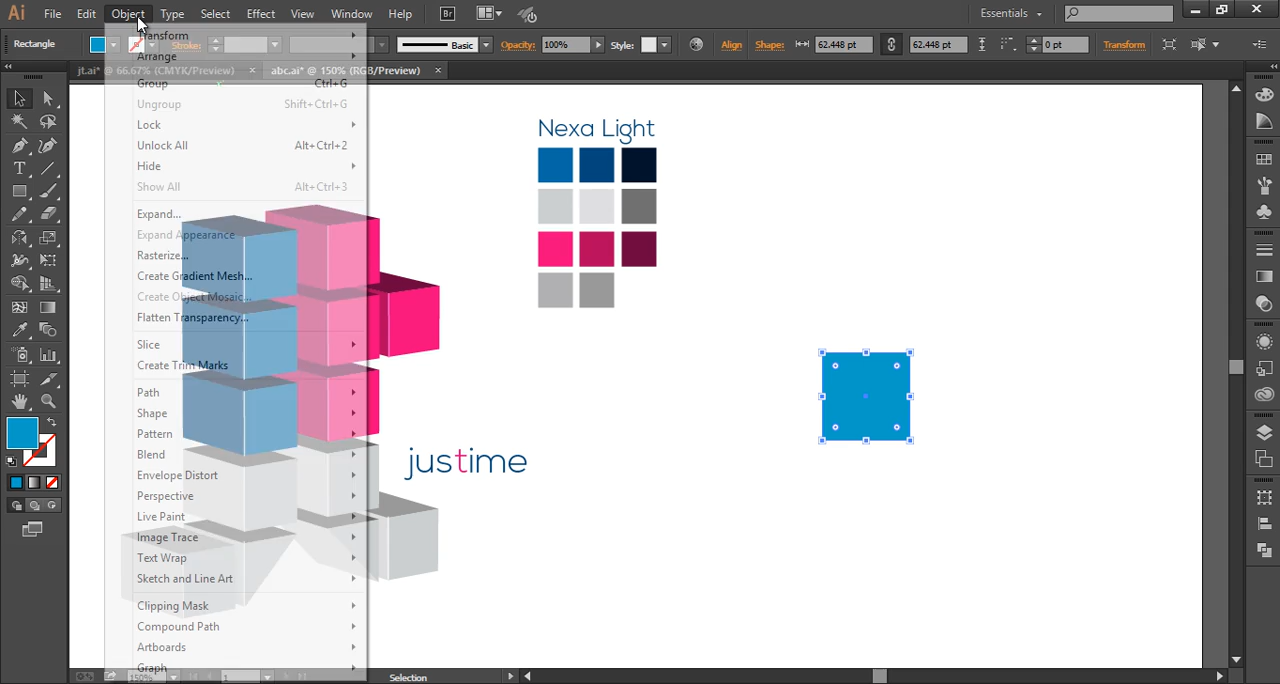 Ai File Edit Object Type Select Effect View Window Help Br Essentials
Rectangle Stroke: Basic Opacity: 100% Style: Align Shape: 62.448 pt 62.448 pt 0 pt Transform
jt.ai* @ 66.67% (CMYK/Preview) × abc.ai* @ 150% (RGB/Preview) ×
Transform
Arrange
Group Ctrl+G
Ungroup Shift+Ctrl+G
Lock
Unlock All Alt+Ctrl+2
Hide
Show All Alt+Ctrl+3
Expand...
Expand Appearance
Rasterize...
Create Gradient Mesh...
Create Object Mosaic...
Flatten Transparency...
Slice
Create Trim Marks
Path
Shape
Pattern
Blend
Envelope Distort
Perspective
Live Paint
Image Trace
Text Wrap
Sketch and Line Art
Clipping Mask
Compound Path
Artboards
Graph
Nexa Light
justime
150% 1 Selection